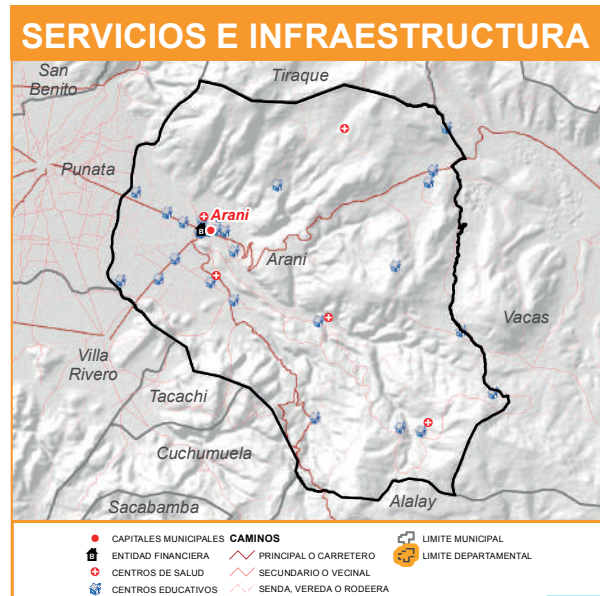 SERVICIOS E INFRAESTRUCTURA
San
Benito
Tiraque
Punata
Arani
Arani
Vacas
Villa
Rivero
Tacachi
Cuchumuela
Sacabamba
Alalay
CAPITALES MUNICIPALES
B ENTIDAD FINANCIERA
CENTROS DE SALUD
CENTROS EDUCATIVOS
CAMINOS
PRINCIPAL O CARRETERO
SECUNDARIO O VECINAL
SENDA, VEREDA O RODEERA
LIMITE MUNICIPAL
LIMITE DEPARTAMENTAL